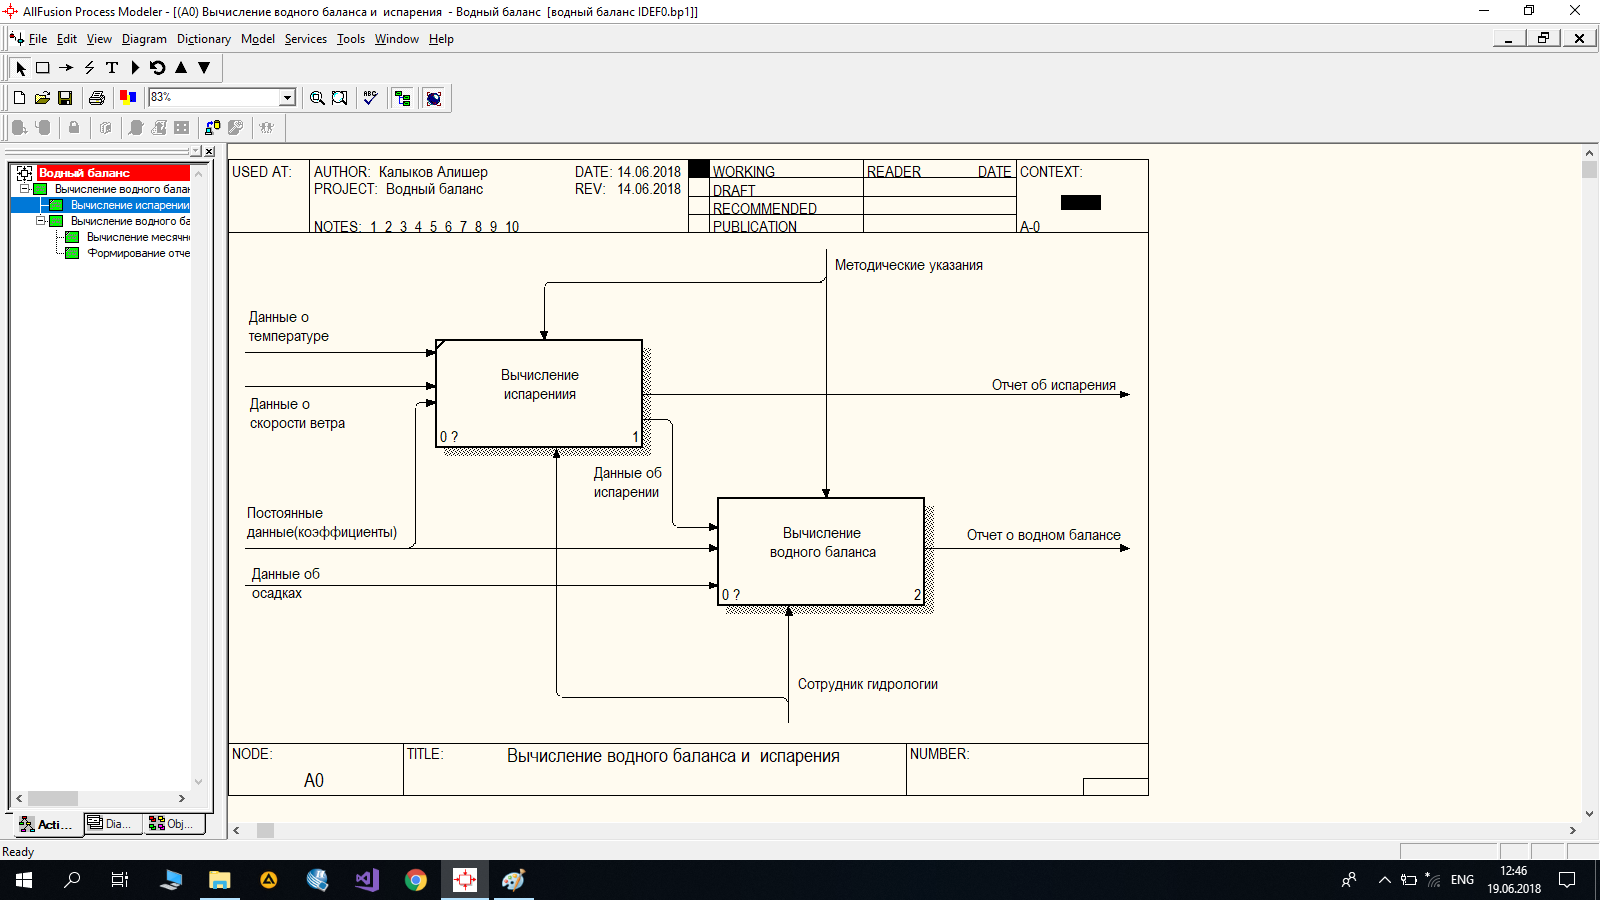 AllFusion Process Modeler - [(A0) Вычисление водного баланса и  испарения  - Водный баланс  [водный баланс IDEF0.bp1]]
File Edit View Diagram Dictionary Model Services Tools Window Help
83%
ABC
Водный баланс
Вычисление водного балан
Вычисление испарении
Вычисление водного ба
Вычисление месячн
Формирование отче
Acti...
Dia...
Obj...
USED AT:
AUTHOR: Калыков Алишер
DATE: 14.06.2018
PROJECT: Водный баланс
REV: 14.06.2018
NOTES: 1 2 3 4 5 6 7 8 9 10
WORKING
DRAFT
RECOMMENDED
PUBLICATION
READER
DATE
CONTEXT:
A-0
Методические указания
Данные о
температуре
Вычисление
испарениия
0 ?
1
Данные о
скорости ветра
Отчет об испарения
Данные об
испарении
Постоянные
данные(коэффициенты)
Вычисление
водного баланса
0 ?
2
Отчет о водном балансе
Данные об
осадках
Сотрудник гидрологии
NODE:
A0
TITLE:
Вычисление водного баланса и  испарения
NUMBER:
Ready
ENG
12:46
19.06.2018